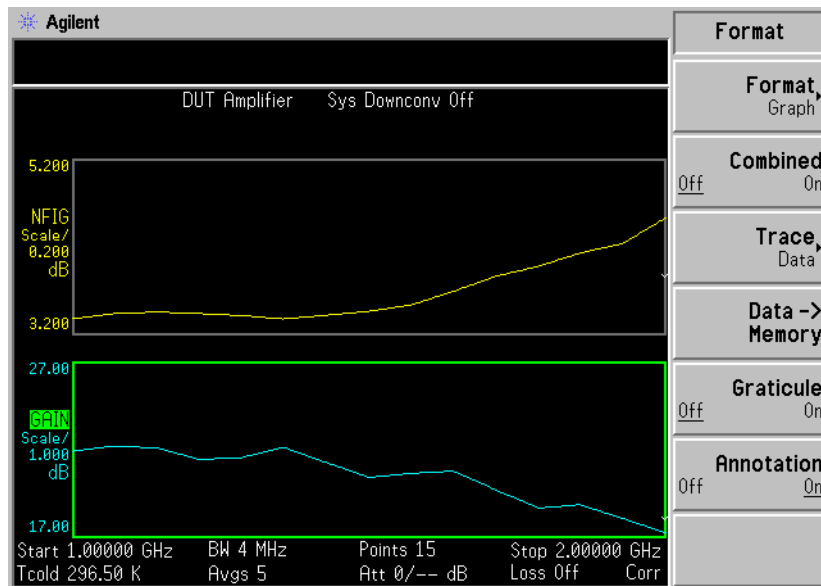 Agilent
DUT Amplifier Sys Downconv Off
5.200
NFIG
Scale/
0.200
dB
3.200
27.00
GAIN
Scale/
1.000
dB
17.00
Start 1.00000 GHz BW 4 MHz Points 15 Stop 2.00000 GHz
Tcold 296.50 K Avgs 5 Att 0/-- dB Loss Off Corr
Format
Format
Graph
Combined
Off On
Trace
Data
Data ->
Memory
Graticule
Off On
Annotation
Off On